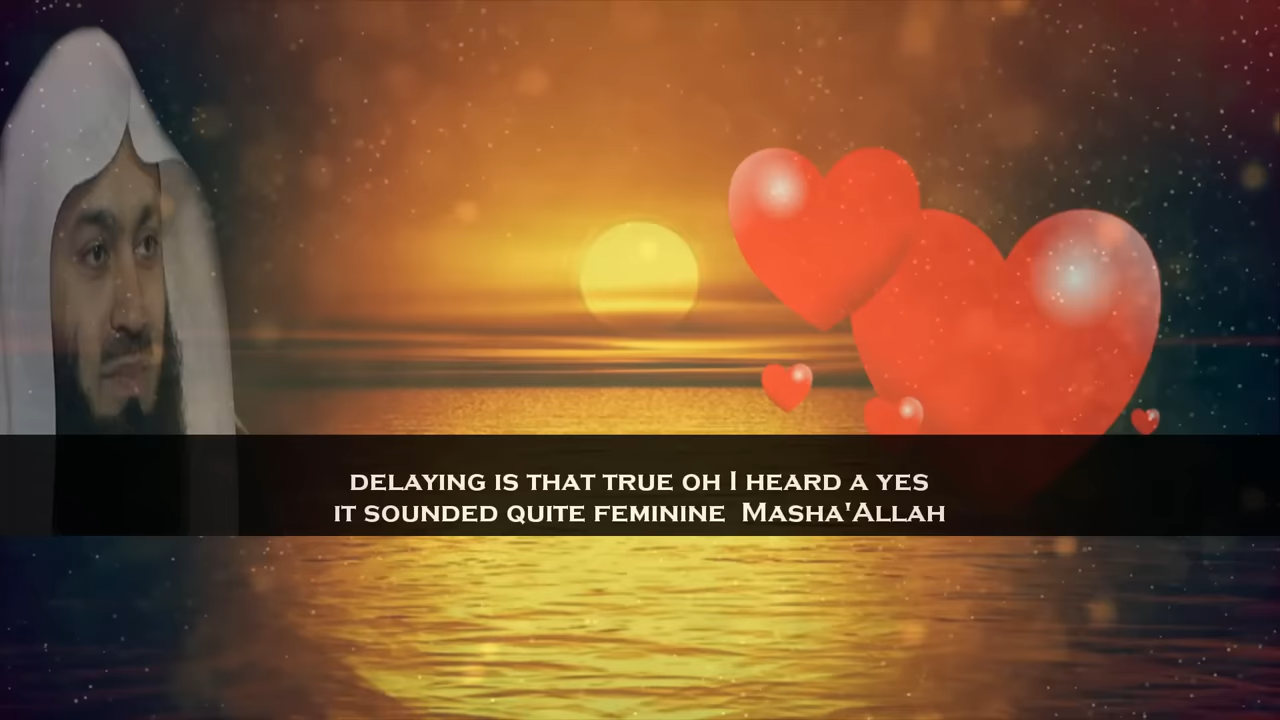 DELAYING IS THAT TRUE OH I HEARD A YES
IT SOUNDED QUITE FEMININE MASHA'ALLAH